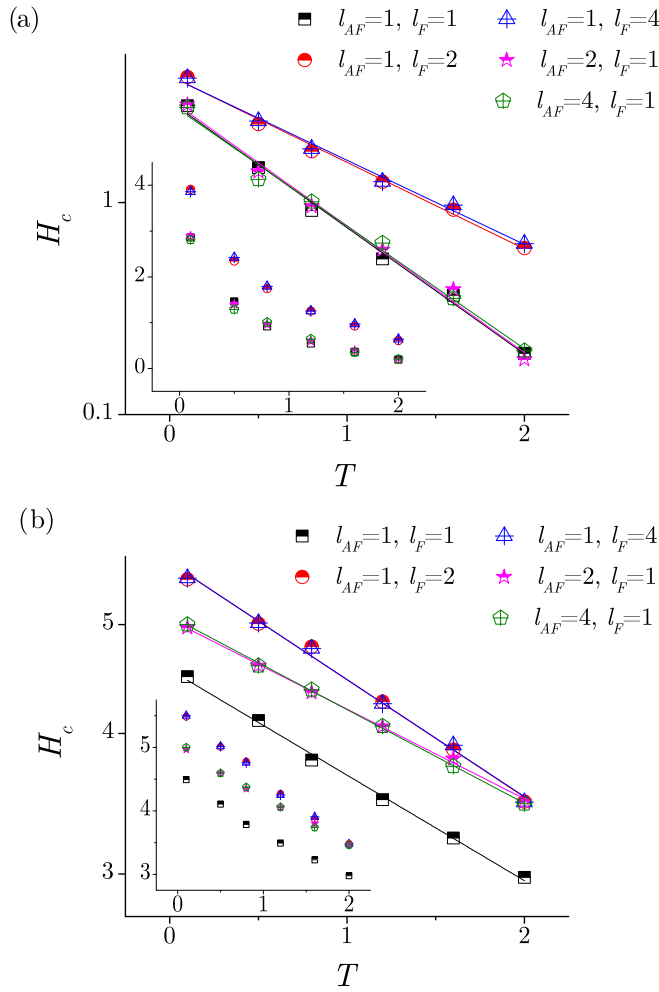 (a)
l_AF=1, l_F=1
l_AF=1, l_F=4
l_AF=1, l_F=2
l_AF=2, l_F=1
l_AF=4, l_F=1
H_c
1
0.1
4
2
0
0 1 2
0 1 2
T
(b)
l_AF=1, l_F=1
l_AF=1, l_F=4
l_AF=1, l_F=2
l_AF=2, l_F=1
l_AF=4, l_F=1
H_c
5
4
3
5
4
3
0 1 2
0 1 2
T